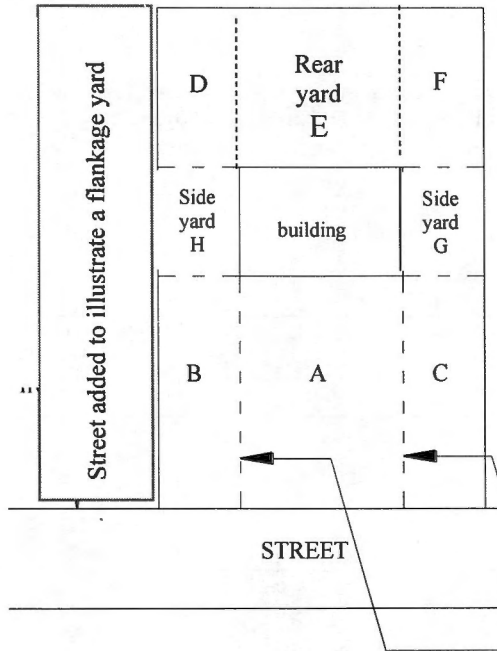 Street added to illustrate a flankage yard
D
Rear
yard
E
F
Side
yard
H
building
Side
yard
G
B
A
C
STREET